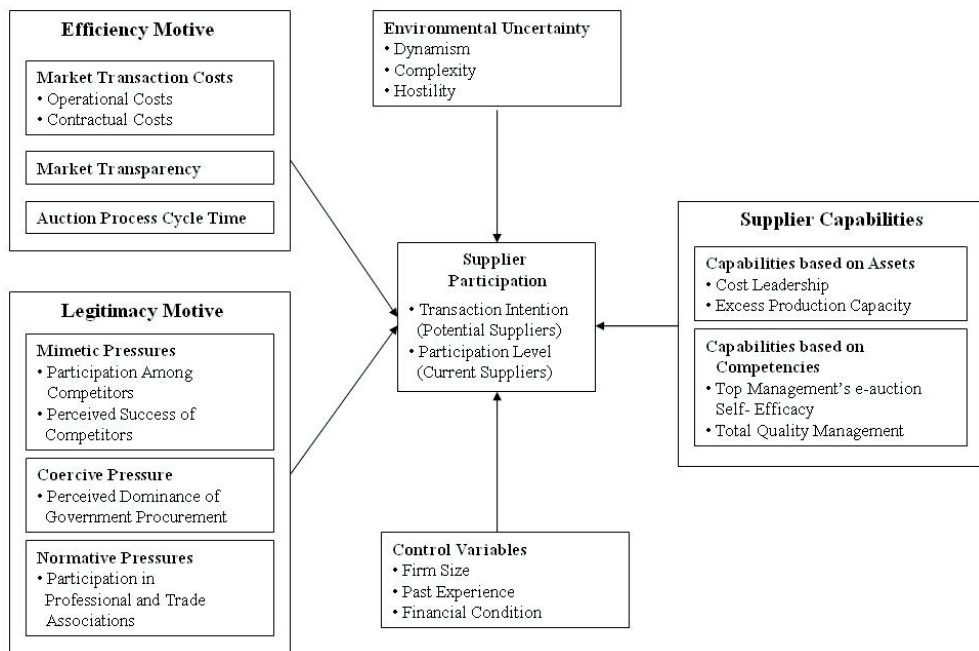 Efficiency Motive
Market Transaction Costs
• Operational Costs
• Contractual Costs
Market Transparency
Auction Process Cycle Time
Legitimacy Motive
Mimetic Pressures
• Participation Among
Competitors
• Perceived Success of
Competitors
Coercive Pressure
• Perceived Dominance of
Government Procurement
Normative Pressures
• Participation in
Professional and Trade
Associations
Environmental Uncertainty
• Dynamism
• Complexity
• Hostility
Supplier
Participation
• Transaction Intention
(Potential Suppliers)
• Participation Level
(Current Suppliers)
Control Variables
• Firm Size
• Past Experience
• Financial Condition
Supplier Capabilities
Capabilities based on Assets
• Cost Leadership
• Excess Production Capacity
Capabilities based on
Competencies
• Top Management’s e-auction
Self- Efficacy
• Total Quality Management